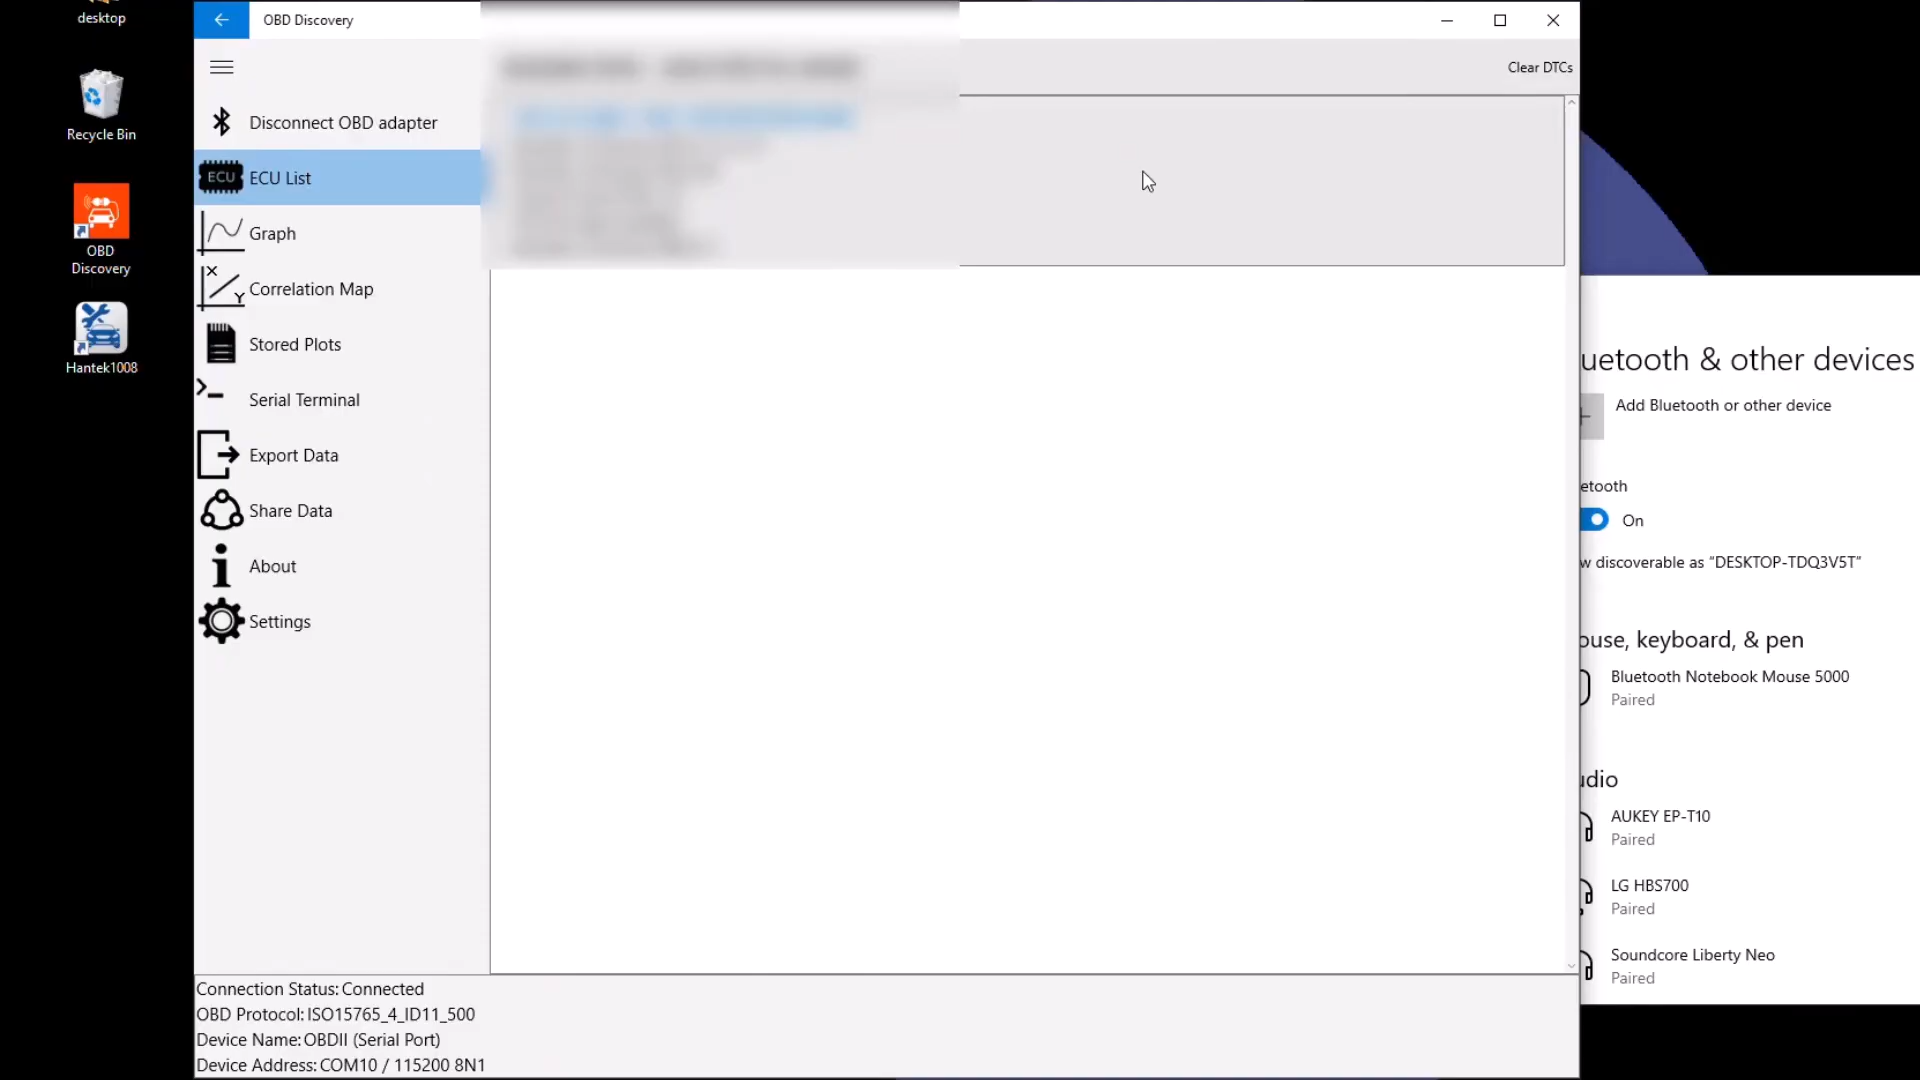 desktop
Recycle Bin
OBD
Discovery
Hantek1008
OBD Discovery
Clear DTCs
Disconnect OBD adapter
ECU
ECU List
Graph
X
Y
Correlation Map
Stored Plots
Serial Terminal
Export Data
Share Data
About
Settings
Connection Status: Connected
OBD Protocol: ISO15765_4_ID11_500
Device Name: OBDII (Serial Port)
Device Address: COM10 / 115200 8N1
uetooth & other devices
Add Bluetooth or other device
etooth
On
w discoverable as "DESKTOP-TDQ3V5T"
ouse, keyboard, & pen
Bluetooth Notebook Mouse 5000
Paired
udio
AUKEY EP-T10
Paired
LG HBS700
Paired
Soundcore Liberty Neo
Paired